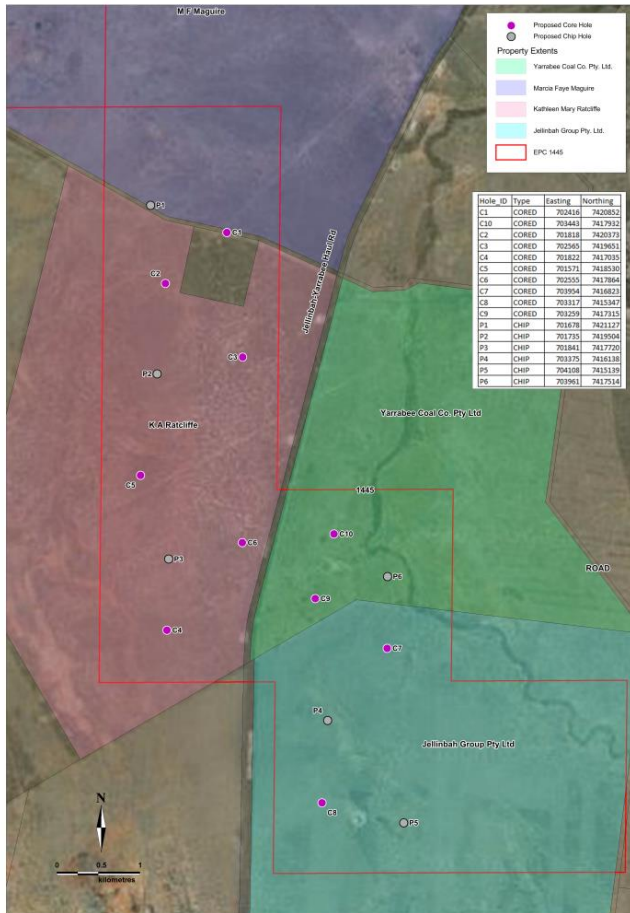 M F Maguire
Proposed Core Hole
Proposed Chip Hole
Property Extents
Yarrabee Coal Co. Pty. Ltd.
Marcia Faye Maguire
Kathleen Mary Ratcliffe
Jellinbah Group Pty. Ltd.
EPC 1445
Hole_ID Type Easting Northing
C1 CORED 702416 7420852
C10 CORED 703443 7417932
C2 CORED 701818 7420373
C3 CORED 702565 7419651
C4 CORED 701822 7417035
C5 CORED 701571 7418530
C6 CORED 702555 7417864
C7 CORED 703954 7416823
C8 CORED 703317 7415347
C9 CORED 703259 7417315
P1 CHIP 701678 7421127
P2 CHIP 701735 7419504
P3 CHIP 701841 7417720
P4 CHIP 703375 7416138
P5 CHIP 704108 7415139
P6 CHIP 703961 7417514
P1
C1
Jellinbah-Yarrabee Haul Rd
C2
C3
P2
Yarrabee Coal Co. Pty Ltd
K A Ratcliffe
C5
1445
C10
C6
P3
P6
ROAD
C9
C4
C7
P4
Jellinbah Group Pty Ltd
N
C8
P5
0 0.5 1
kilometres